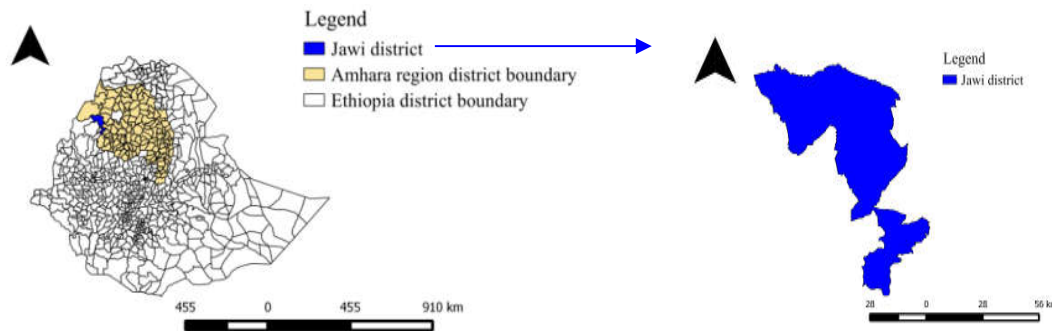 Legend
Jawi district
Amhara region district boundary
Ethiopia district boundary
455 0 455 910 km
Legend
Jawi district
28 0 28 56 km